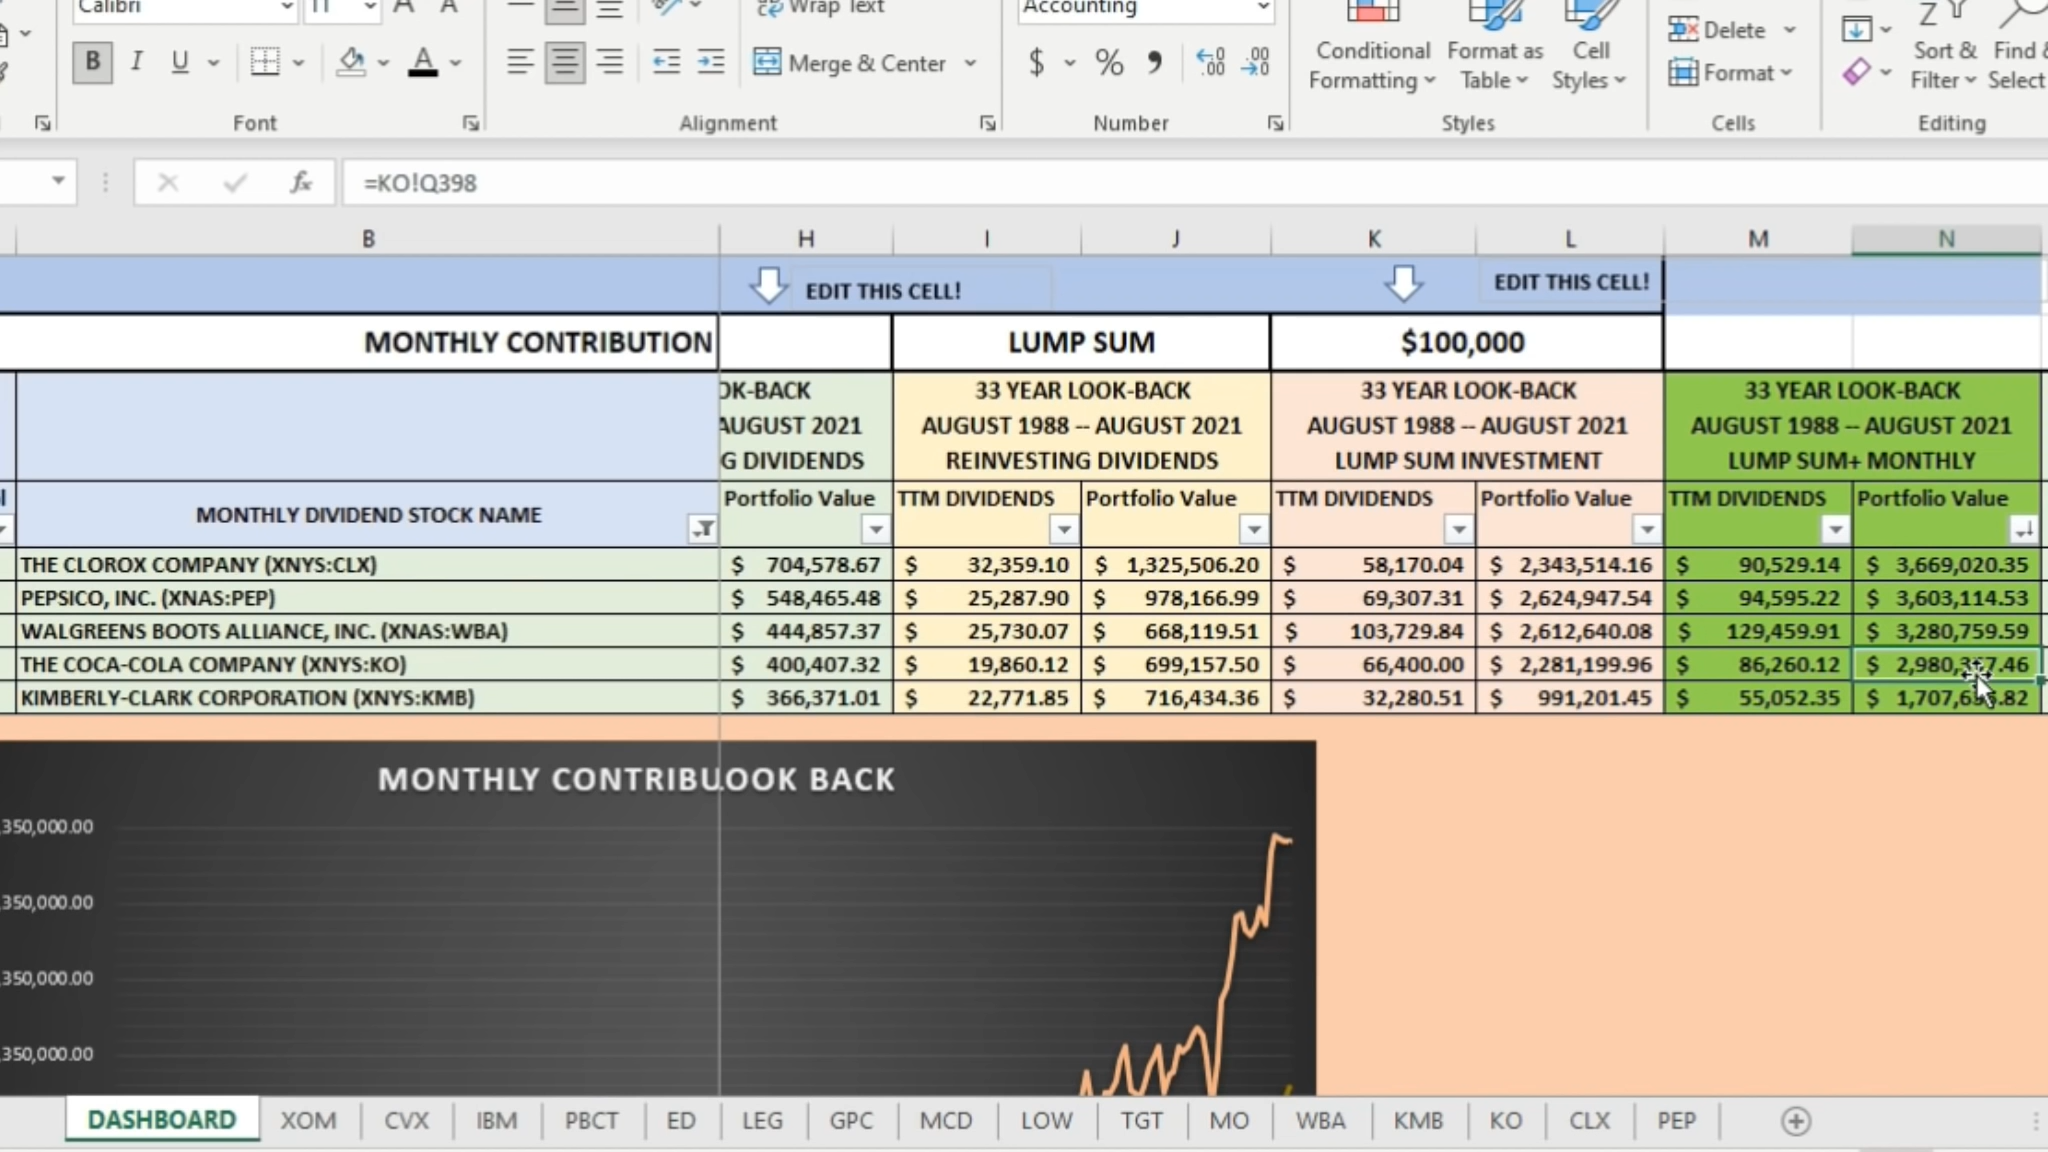 Calibri 11 A A Wrap Text Accounting
B I U A Merge & Center $ % Conditional Formatting Format as Table Cell Styles Delete Format Sort & Filter Find & Select
Font Alignment Number Styles Cells Editing
fx =KO!Q398
B H I J K L M N
EDIT THIS CELL! EDIT THIS CELL!
MONTHLY CONTRIBUTION LUMP SUM $100,000
OK-BACK 33 YEAR LOOK-BACK 33 YEAR LOOK-BACK 33 YEAR LOOK-BACK
AUGUST 2021 AUGUST 1988 -- AUGUST 2021 AUGUST 1988 -- AUGUST 2021 AUGUST 1988 -- AUGUST 2021
G DIVIDENDS REINVESTING DIVIDENDS LUMP SUM INVESTMENT LUMP SUM+ MONTHLY
MONTHLY DIVIDEND STOCK NAME Portfolio Value TTM DIVIDENDS Portfolio Value TTM DIVIDENDS Portfolio Value TTM DIVIDENDS Portfolio Value
THE CLOROX COMPANY (XNYS:CLX) $ 704,578.67 $ 32,359.10 $ 1,325,506.20 $ 58,170.04 $ 2,343,514.16 $ 90,529.14 $ 3,669,020.35
PEPSICO, INC. (XNAS:PEP) $ 548,465.48 $ 25,287.90 $ 978,166.99 $ 69,307.31 $ 2,624,947.54 $ 94,595.22 $ 3,603,114.53
WALGREENS BOOTS ALLIANCE, INC. (XNAS:WBA) $ 444,857.37 $ 25,730.07 $ 668,119.51 $ 103,729.84 $ 2,612,640.08 $ 129,459.91 $ 3,280,759.59
THE COCA-COLA COMPANY (XNYS:KO) $ 400,407.32 $ 19,860.12 $ 699,157.50 $ 66,400.00 $ 2,281,199.96 $ 86,260.12 $
KIMBERLY-CLARK CORPORATION (XNYS:KMB) $ 366,371.01 $ 22,771.85 $ 716,434.36 $ 32,280.51 $ 991,201.45 $ 55,052.35 $
MONTHLY CONTRIBUOOK BACK
,350,000.00
,350,000.00
,350,000.00
,350,000.00
DASHBOARD XOM CVX IBM PBCT ED LEG GPC MCD LOW TGT MO WBA KMB KO CLX PEP